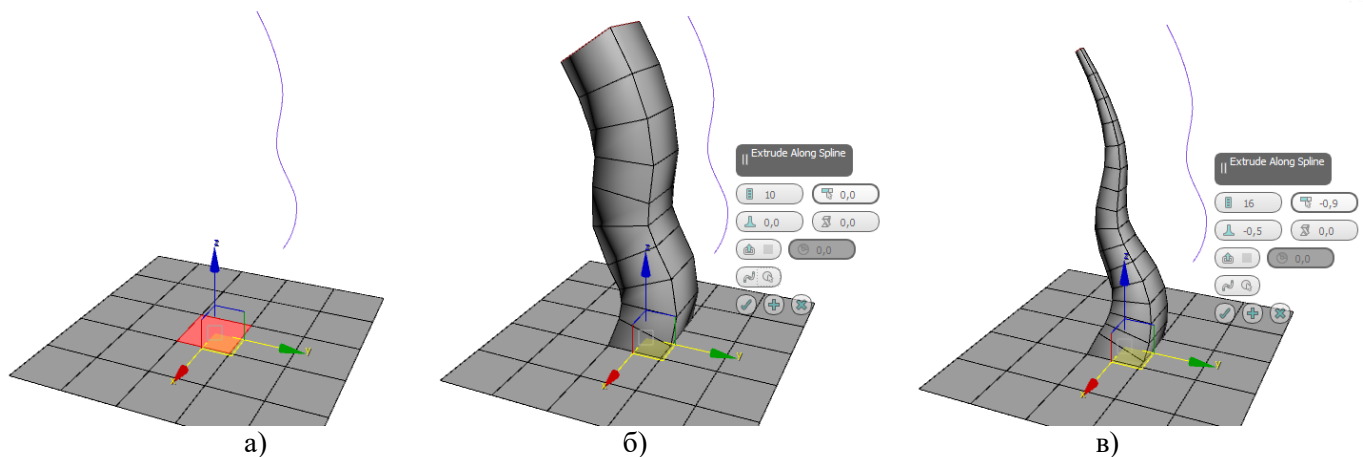 z
y
x
а)
z
y
x
Extrude Along Spline
10 0,0
0,0 0,0
0,0
б)
z
y
x
Extrude Along Spline
16 -0,9
-0,5 0,0
0,0
в)